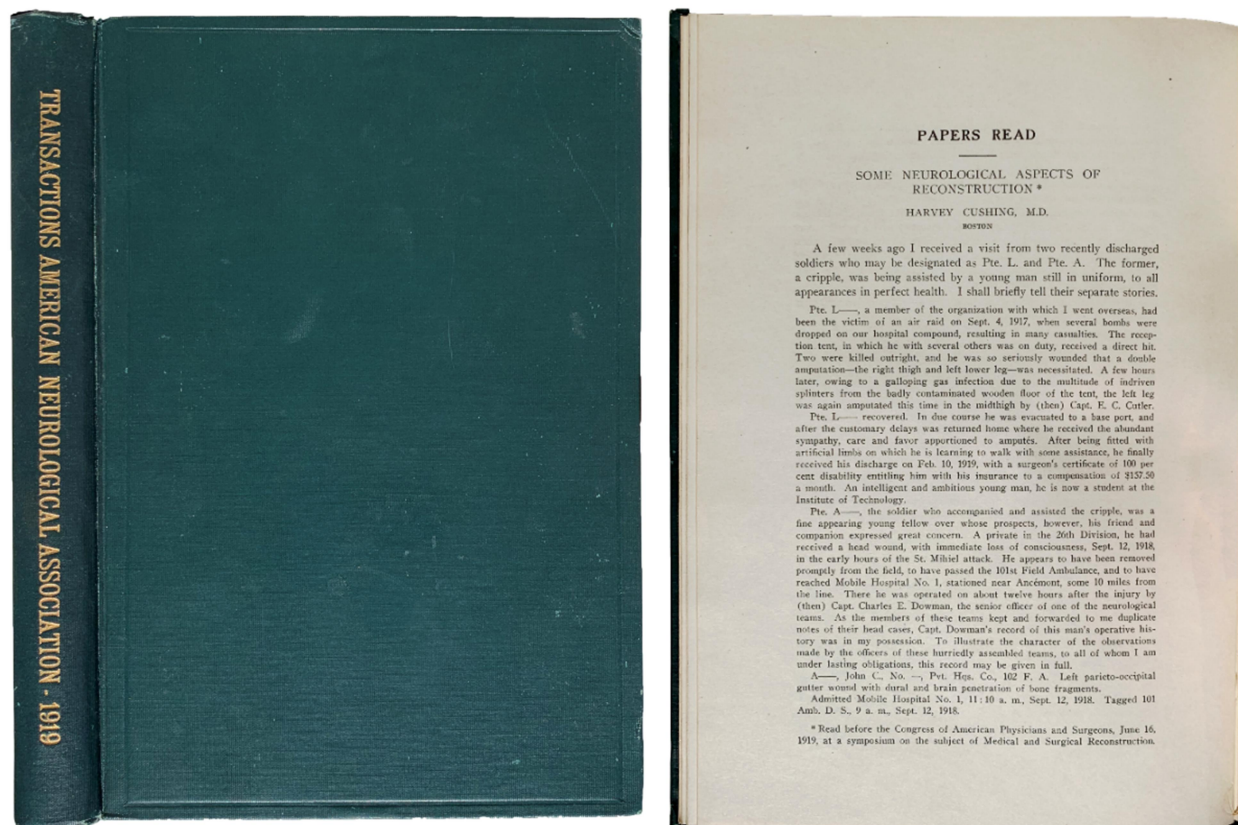 TRANSACTIONS AMERICAN NEUROLOGICAL ASSOCIATION - 1919
PAPERS READ
SOME NEUROLOGICAL ASPECTS OF
RECONSTRUCTION *
HARVEY CUSHING, M.D.
BOSTON
A few weeks ago I received a visit from two recently discharged
soldiers who may be designated as Pte. L. and Pte. A. The former,
a cripple, was being assisted by a young man still in uniform, to all
appearances in perfect health. I shall briefly tell their separate stories.
Pte. L——, a member of the organization with which I went overseas, had
been the victim of an air raid on Sept. 4, 1917, when several bombs were
dropped on our hospital compound, resulting in many casualties. The recep-
tion tent, in which he with several others was on duty, received a direct hit.
Two were killed outright, and he was so seriously wounded that a double
amputation—the right thigh and left lower leg—was necessitated. A few hours
later, owing to a galloping gas infection due to the multitude of indriven
splinters from the badly contaminated wooden floor of the tent, the left leg
was again amputated this time in the midthigh by (then) Capt. E. C. Cutler.
Pte. L—— recovered. In due course he was evacuated to a base port, and
after the customary delays was returned home where he received the abundant
sympathy, care and favor apportioned to amputés. After being fitted with
artificial limbs on which he is learning to walk with some assistance, he finally
received his discharge on Feb. 10, 1919, with a surgeon's certificate of 100 per
cent disability entitling him with his insurance to a compensation of $157.50
a month. An intelligent and ambitious young man, he is now a student at the
Institute of Technology.
Pte. A——, the soldier who accompanied and assisted the cripple, was a
fine appearing young fellow over whose prospects, however, his friend and
companion expressed great concern. A private in the 26th Division, he had
received a head wound, with immediate loss of consciousness, Sept. 12, 1918,
in the early hours of the St. Mihiel attack. He appears to have been removed
promptly from the field, to have passed the 101st Field Ambulance, and to have
reached Mobile Hospital No. 1, stationed near Ancémont, some 10 miles from
the line. There he was operated on about twelve hours after the injury by
(then) Capt. Charles E. Dowman, the senior officer of one of the neurological
teams. As the members of these teams kept and forwarded to me duplicate
notes of their head cases, Capt. Dowman's record of this man's operative his-
tory was in my possession. To illustrate the character of the observations
made by the officers of these hurriedly assembled teams, to all of whom I am
under lasting obligations, this record may be given in full.
A——, John C., No. —, Pvt. Hqs. Co., 102 F. A. Left parieto-occipital
gutter wound with dural and brain penetration of bone fragments.
Admitted Mobile Hospital No. 1, 11:10 a. m., Sept. 12, 1918. Tagged 101
Amb. D. S., 9 a. m., Sept. 12, 1918.
* Read before the Congress of American Physicians and Surgeons, June 16,
1919, at a symposium on the subject of Medical and Surgical Reconstruction.